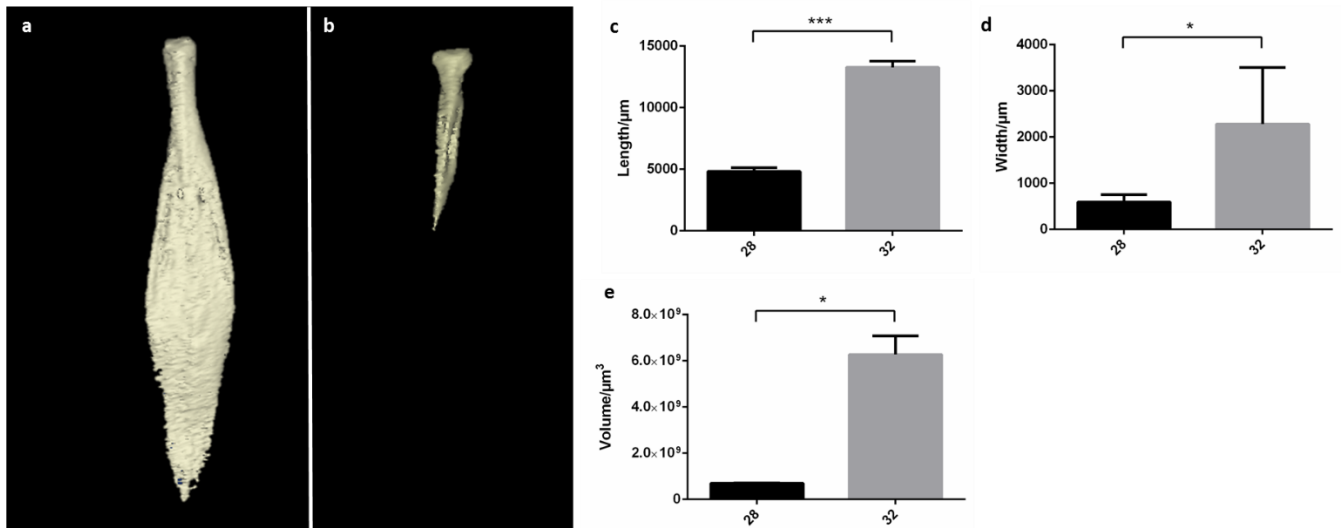 a
b
c
***
15000
10000
5000
0
Length/µm
28
32
d
*
4000
3000
2000
1000
0
Width/µm
28
32
e
*
8.0×10⁹
6.0×10⁹
4.0×10⁹
2.0×10⁹
0
Volume/µm³
28
32